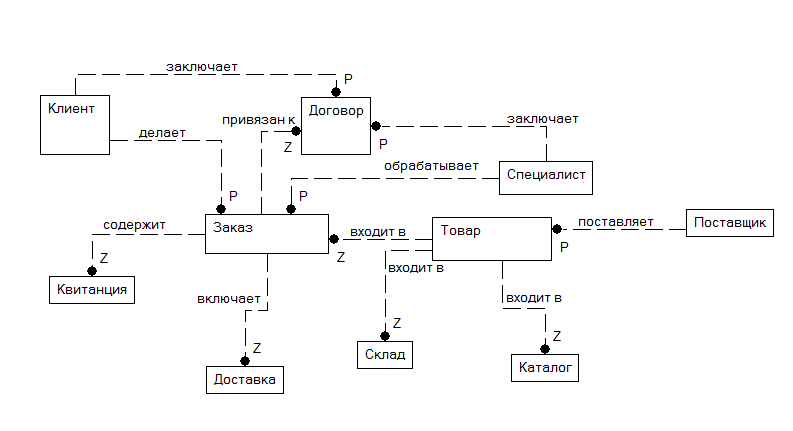 заключает
P
Клиент
Договор
привязан к
заключает
делает
Z
P
обрабатывает
Специалист
P
P
содержит
Заказ
входит в
Товар
поставляет
Поставщик
Z
Z
входит в
P
Квитанция
включает
входит в
Z
Z
Z
Склад
Каталог
Доставка